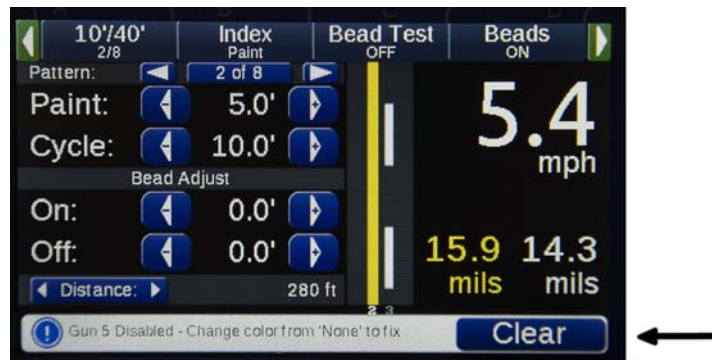 10'/40' Index Bead Test Beads
2/8 Paint OFF ON
Pattern: 2 of 8
Paint: - 5.0' +
Cycle: - 10.0' +
Bead Adjust
On: - 0.0' +
Off: - 0.0' +
Distance: 280 ft
5.4
mph
15.9 14.3
mils mils
2 3
! Gun 5 Disabled - Change color from 'None' to fix Clear